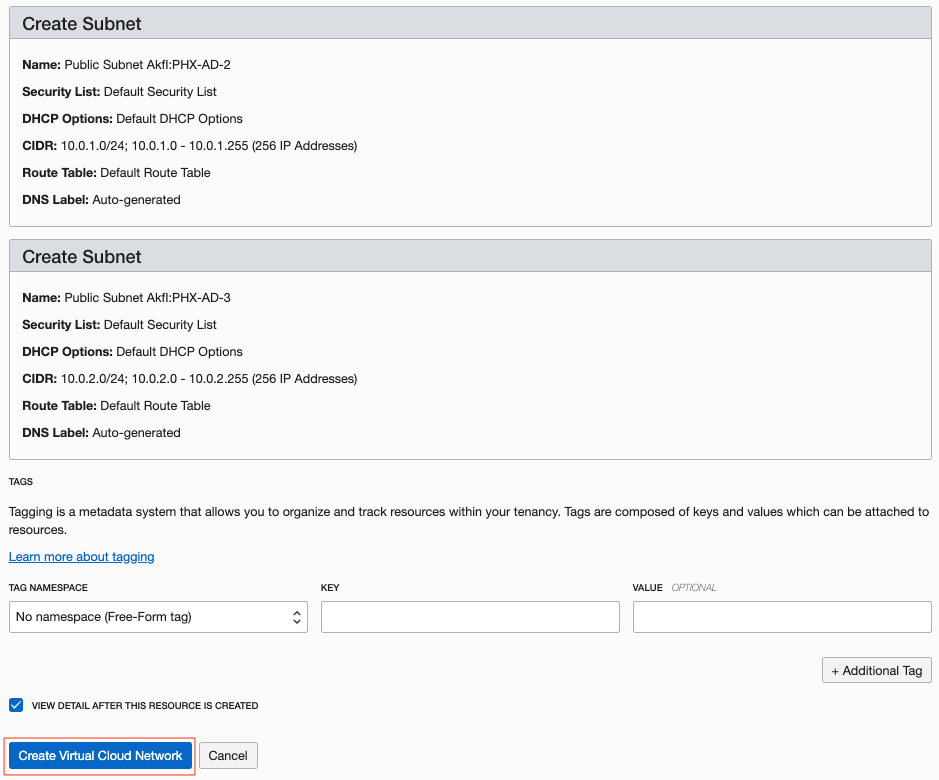 Create Subnet
Name: Public Subnet Akfl:PHX-AD-2
Security List: Default Security List
DHCP Options: Default DHCP Options
CIDR: 10.0.1.0/24; 10.0.1.0 - 10.0.1.255 (256 IP Addresses)
Route Table: Default Route Table
DNS Label: Auto-generated
Create Subnet
Name: Public Subnet Akfl:PHX-AD-3
Security List: Default Security List
DHCP Options: Default DHCP Options
CIDR: 10.0.2.0/24; 10.0.2.0 - 10.0.2.255 (256 IP Addresses)
Route Table: Default Route Table
DNS Label: Auto-generated
TAGS
Tagging is a metadata system that allows you to organize and track resources within your tenancy. Tags are composed of keys and values which can be attached to
resources.
Learn more about tagging
TAG NAMESPACE KEY VALUE OPTIONAL
No namespace (Free-Form tag)
+ Additional Tag
VIEW DETAIL AFTER THIS RESOURCE IS CREATED
Create Virtual Cloud Network Cancel